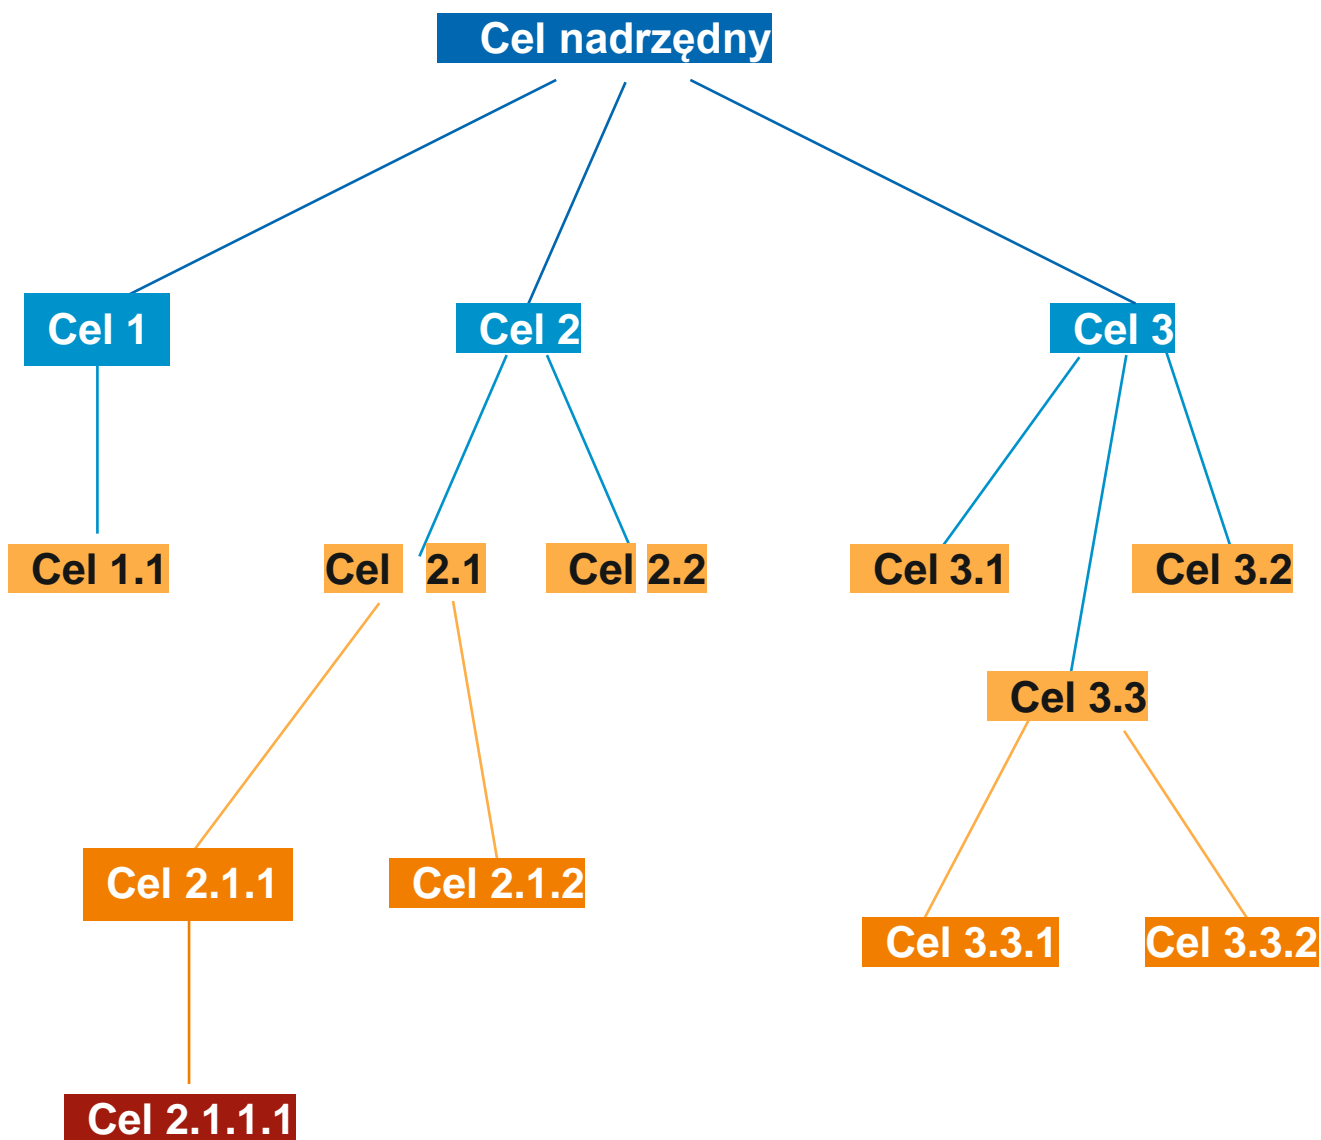 Cel nadrzędny
Cel 1
Cel 2
Cel 3
Cel 1.1
Cel 2.1
Cel 2.2
Cel 3.1
Cel 3.2
Cel 3.3
Cel 2.1.1
Cel 2.1.2
Cel 3.3.1
Cel 3.3.2
Cel 2.1.1.1